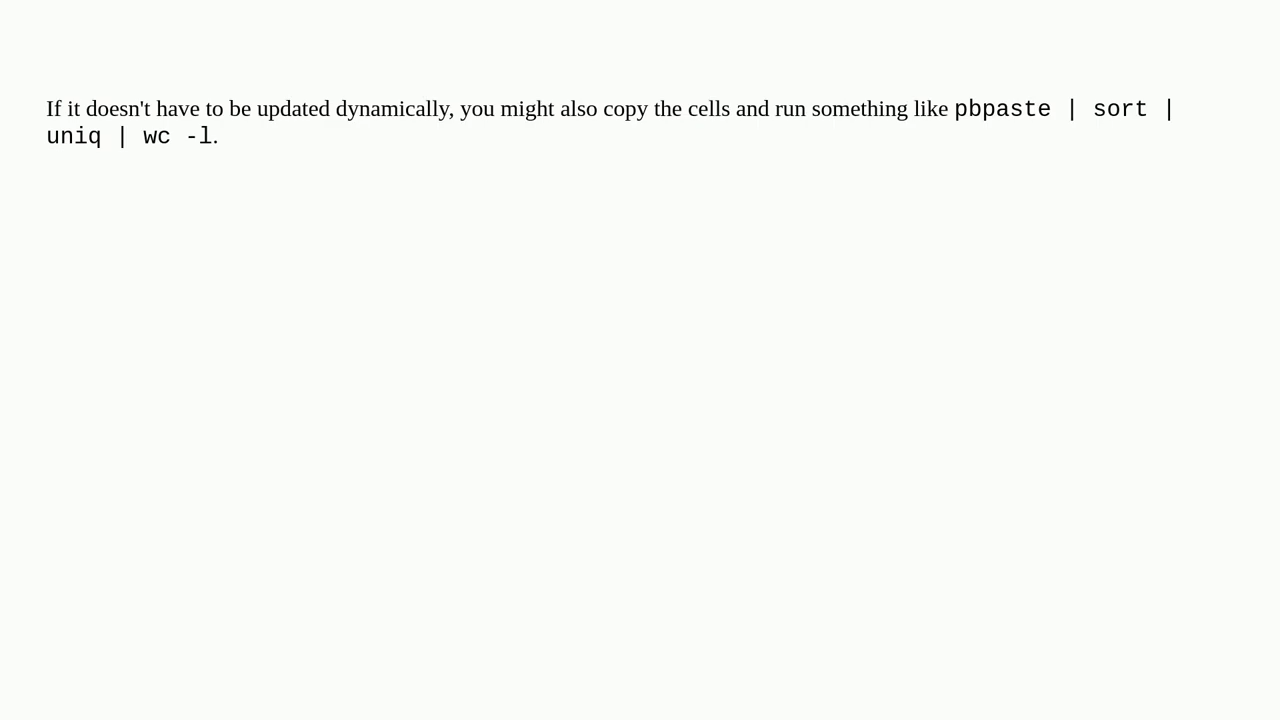 If it doesn't have to be updated dynamically, you might also copy the cells and run something like pbpaste | sort |
uniq | wc -l.